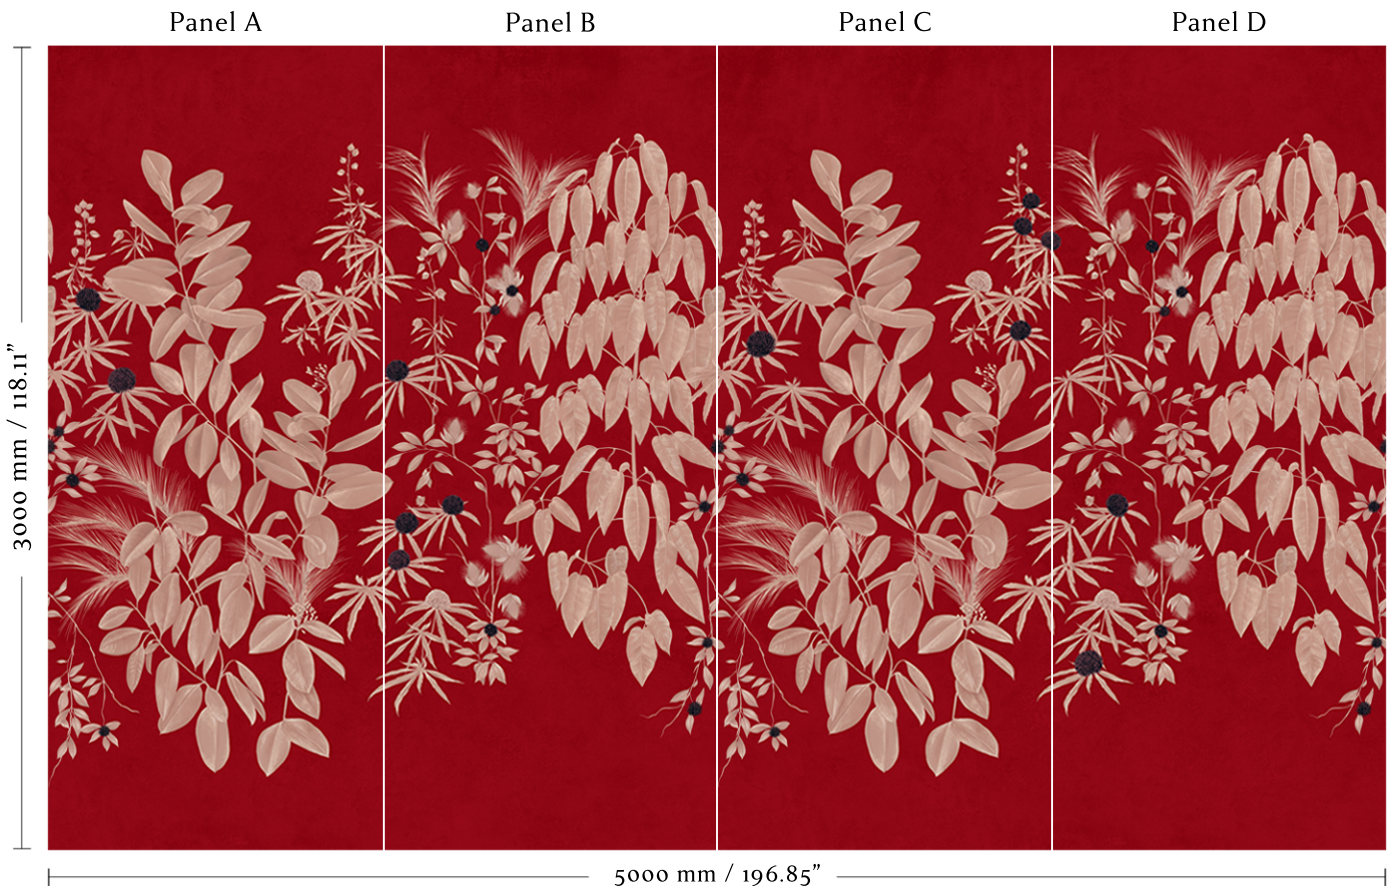 Panel A
Panel B
Panel C
Panel D
3000 mm / 118.11”
5000 mm / 196.85”